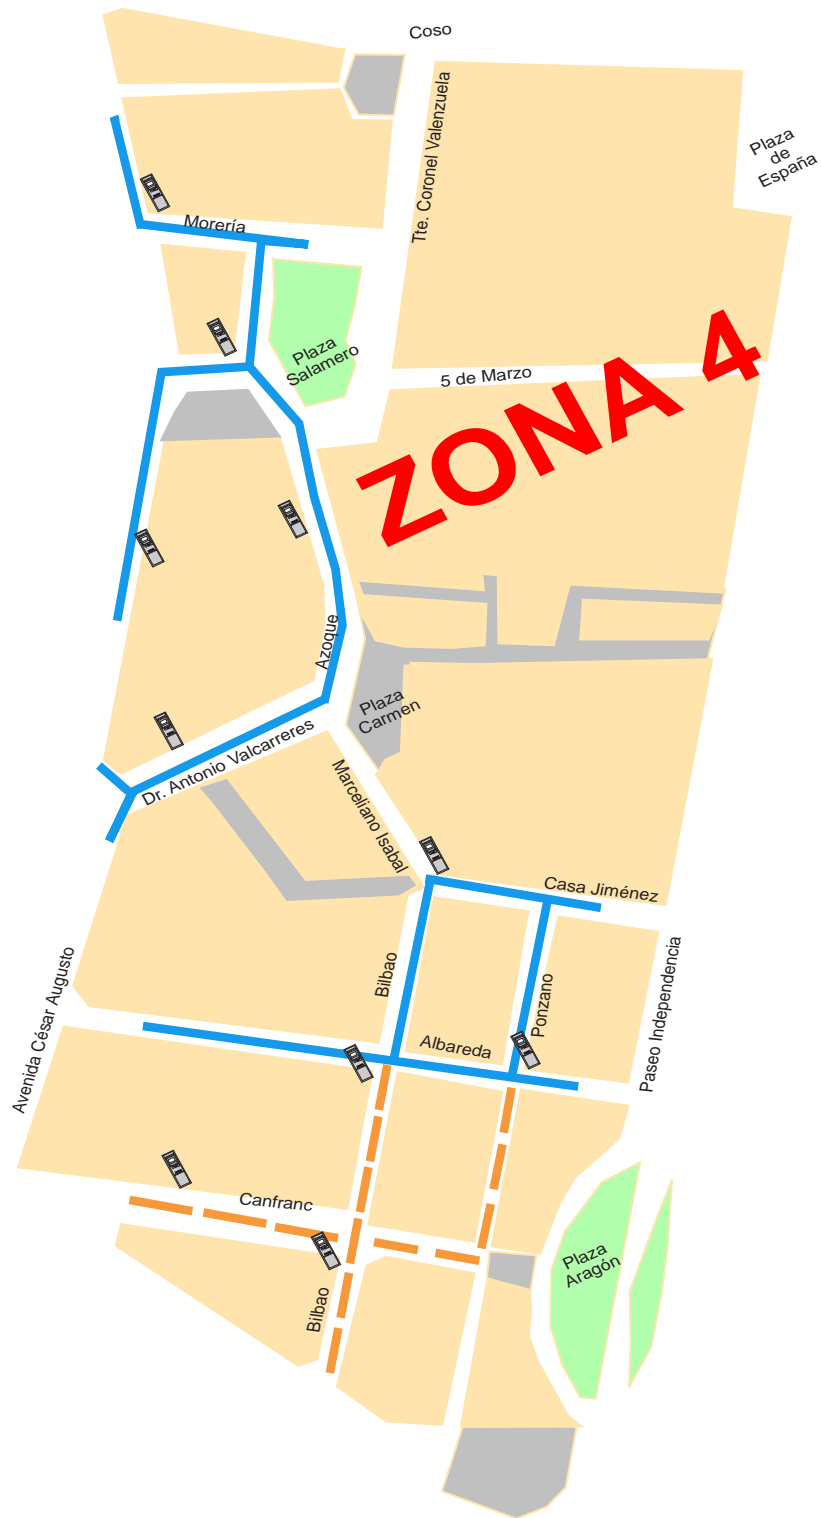 Coso
Tte. Coronel Valenzuela
Plaza
de
España
Morería
Plaza
Salamero
5 de Marzo
ZONA 4
Azoque
Plaza
Carmen
Dr. Antonio Valcarreres
Marceliano Isabal
Casa Jiménez
Bilbao
Ponzano
Paseo Independencia
Avenida César Augusto
Albareda
Canfranc
Plaza
Aragón
Bilbao